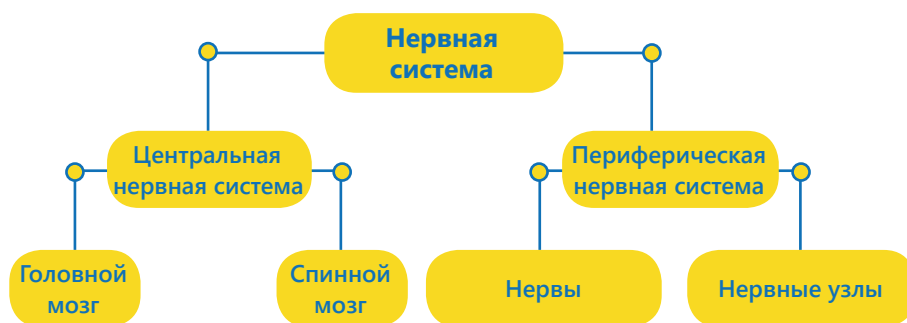 Нервная
система
Центральная
нервная система
Периферическая
нервная система
Головной
мозг
Спинной
мозг
Нервы
Нервные узлы